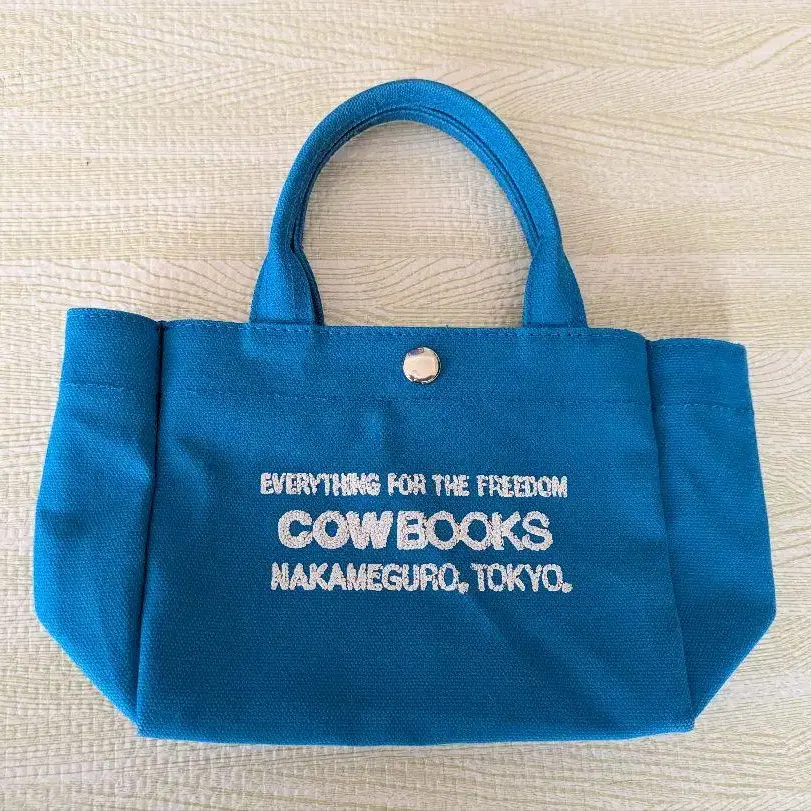 EVERYTHING FOR THE FREEDOM
COWBOOKS
NAKAMEGURO, TOKYO.